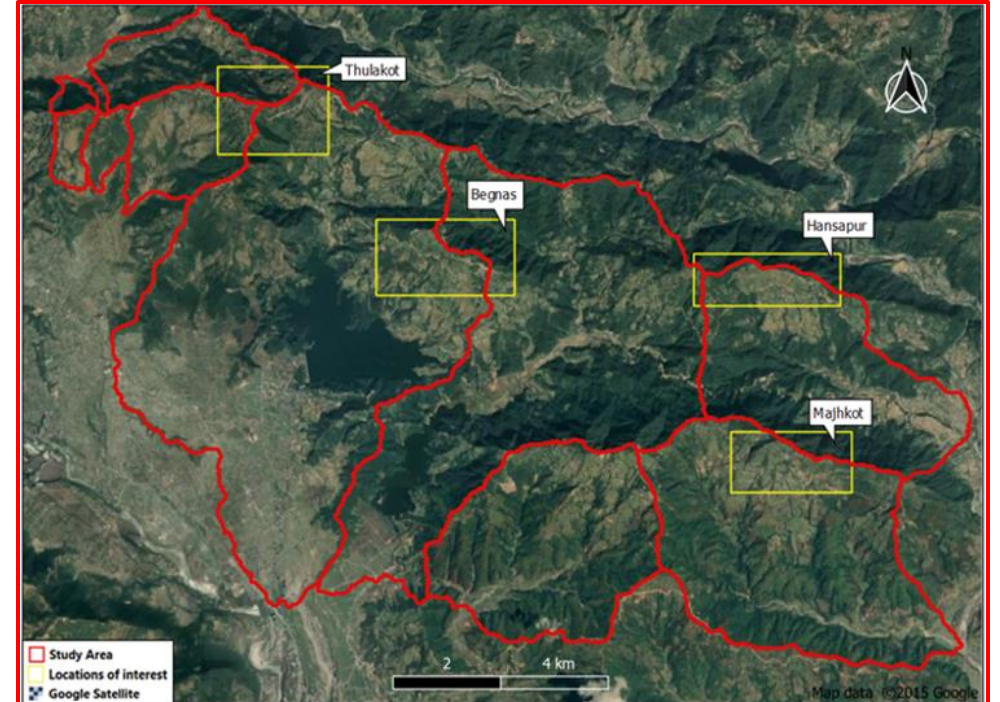 Thulakot
N
Begnas
Hansapur
Majhkot
Study Area
Locations of interest
Google Satellite
2 4 km
Map data ©2015 Google